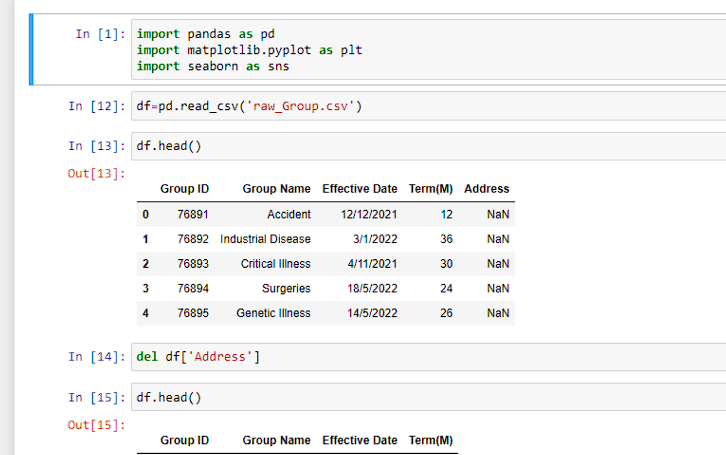 In [1]: import pandas as pd
import matplotlib.pyplot as plt
import seaborn as sns
In [12]: df=pd.read_csv('raw_Group.csv')
In [13]: df.head()
Out[13]:
Group ID Group Name Effective Date Term(M) Address
0 76891 Accident 12/12/2021 12 NaN
1 76892 Industrial Disease 3/1/2022 36 NaN
2 76893 Critical Illness 4/11/2021 30 NaN
3 76894 Surgeries 18/5/2022 24 NaN
4 76895 Genetic Illness 14/5/2022 26 NaN
In [14]: del df['Address']
In [15]: df.head()
Out[15]:
Group ID Group Name Effective Date Term(M)